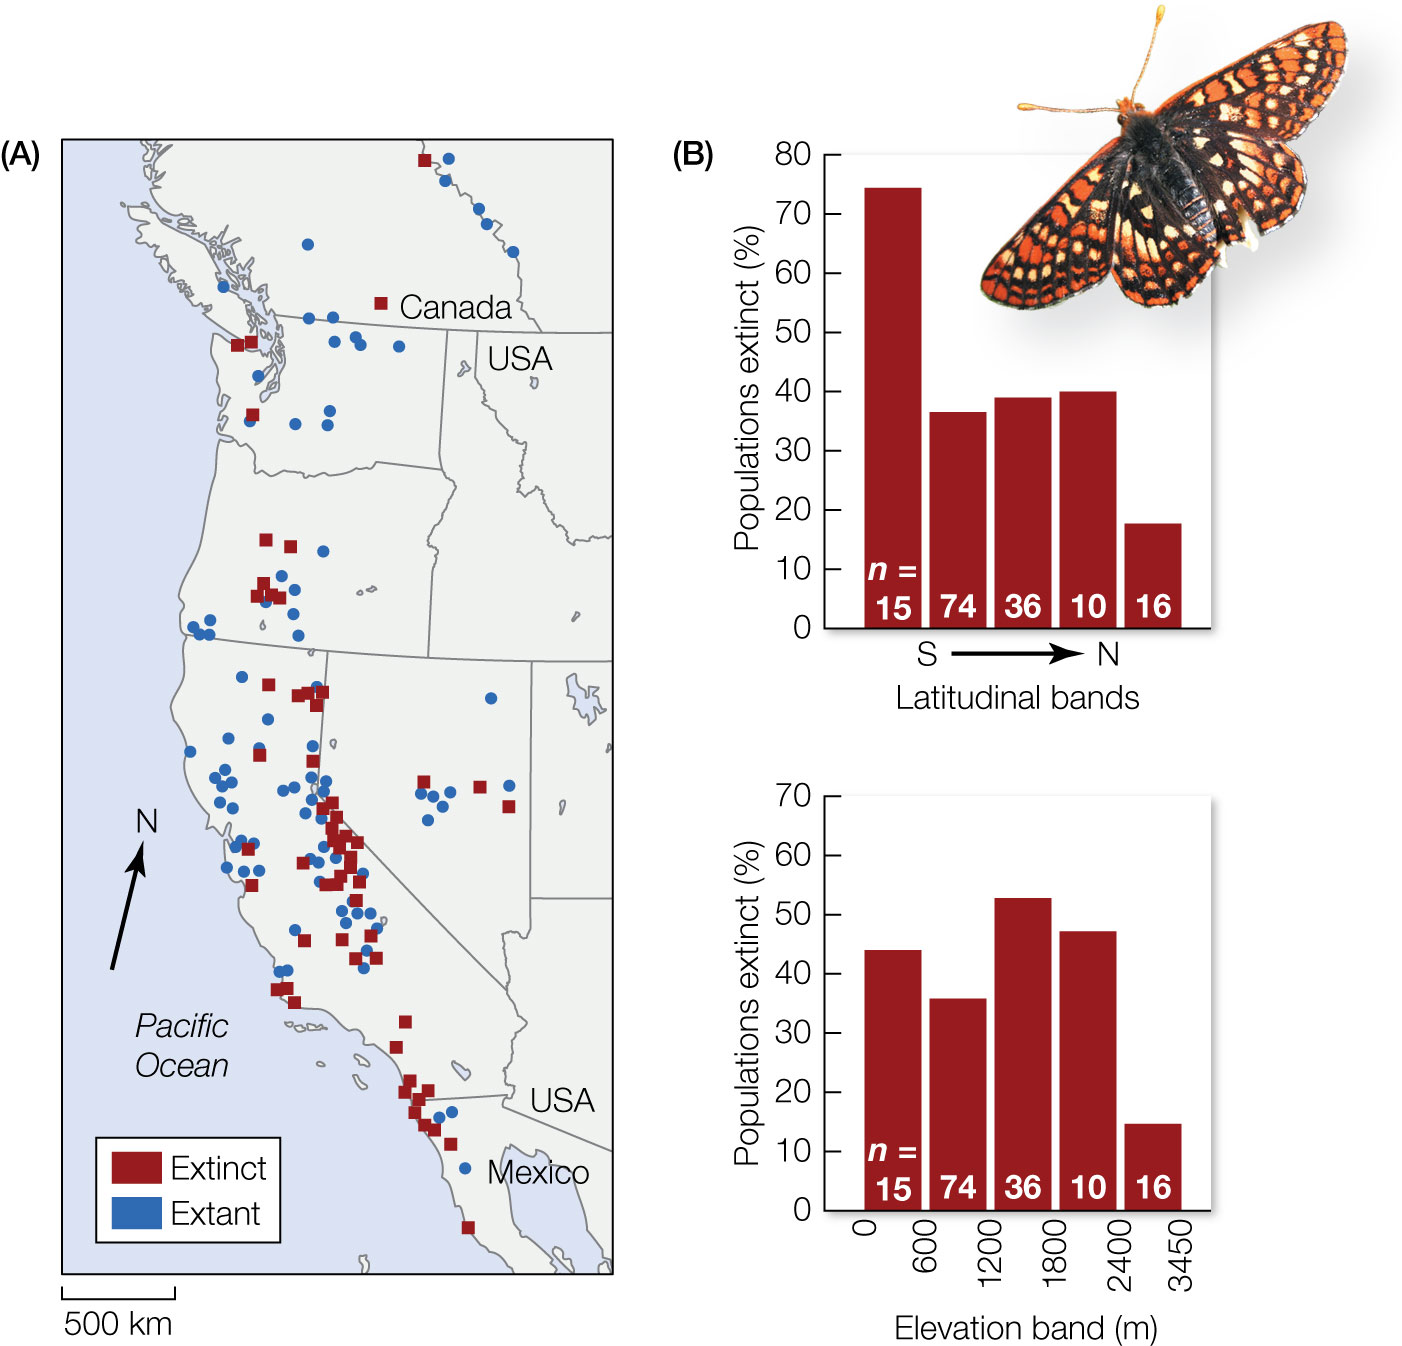 (A)
Canada
USA
N
Pacific
Ocean
USA
Mexico
Extinct
Extant
500 km
(B)
Populations extinct (%)
80
70
60
50
40
30
20
10
0
n =
15 74 36 10 16
S N
Latitudinal bands
Populations extinct (%)
70
60
50
40
30
20
10
0
n =
15 74 36 10 16
0 600 1200 1800 2400 3450
Elevation band (m)